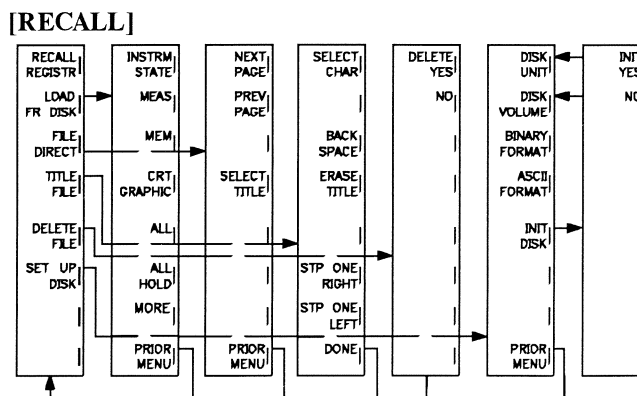 [RECALL]
RECALL
REGISTR
LOAD
FR DISK
FILE
DIRECT
TITLE
FILE
DELETE
FILE
SET UP
DISK
INSTRM
STATE
MEAS
MEM
CRT
GRAPHIC
ALL
ALL
HOLD
MORE
PRIOR
MENU
NEXT
PAGE
PREV
PAGE
SELECT
TITLE
PRIOR
MENU
SELECT
CHAR
BACK
SPACE
ERASE
TITLE
STP ONE
RIGHT
STP ONE
LEFT
DONE
DELETE
YES
NO
DISK
UNIT
DISK
VOLUME
BINARY
FORMAT
ASCII
FORMAT
INIT
DISK
PRIOR
MENU
INIT
YES
NO